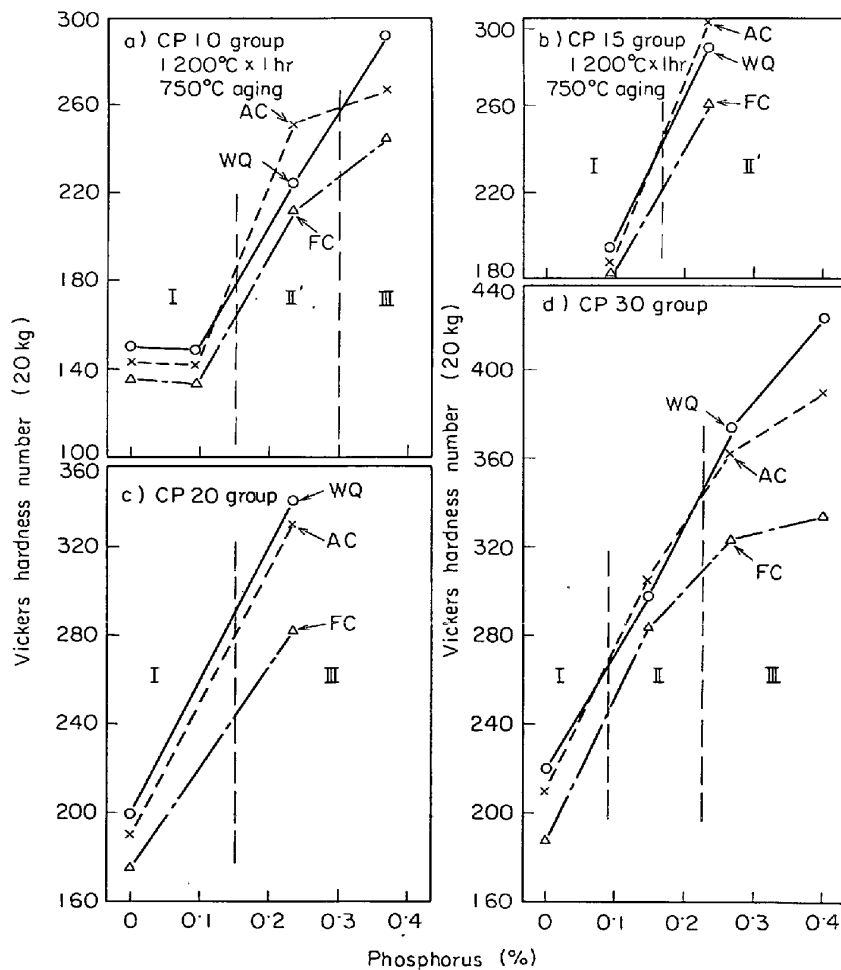 300
260
220
180
140
100
a) CP 10 group
1 200°C × 1 hr
750°C aging
AC
WQ
FC
I
II'
III
300
260
220
180
b) CP 15 group
1 200°C × 1hr
750°C aging
AC
WQ
FC
I
II'
Vickers hardness number (20 kg)
360
320
280
240
200
160
c) CP 20 group
WQ
AC
FC
I
III
0 0·1 0·2 0·3 0·4
Vickers hardness number (20 kg)
440
400
360
320
280
240
200
160
d) CP 30 group
WQ
AC
FC
I
II
III
0 0·1 0·2 0·3 0·4
Phosphorus (%)